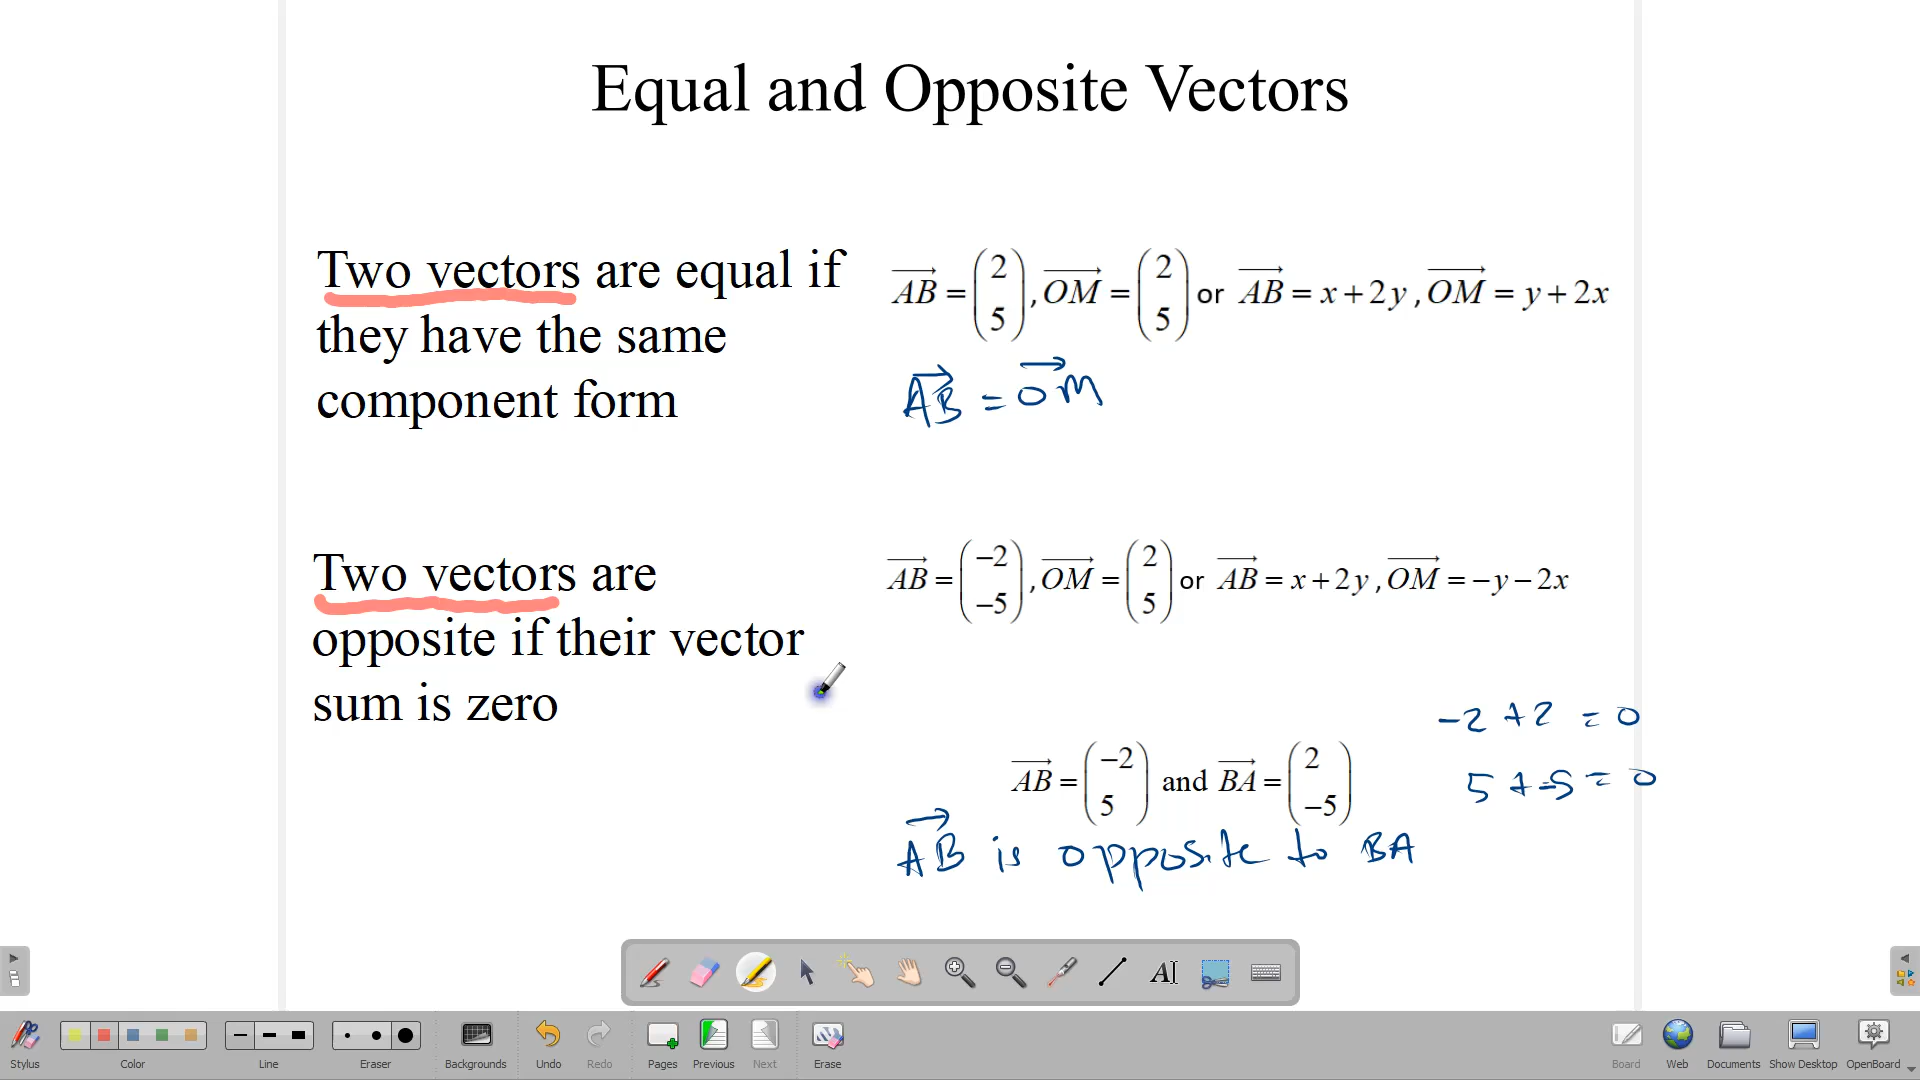 Equal and Opposite Vectors
Two vectors are equal if
they have the same
component form
AB = (2 5), OM = (2 5) or AB = x + 2y, OM = y + 2x
AB = OM
Two vectors are
opposite if their vector
sum is zero
AB = (−2 −5), OM = (2 5) or AB = x + 2y, OM = −y − 2x
-2 + 2 = 0
5 + -5 = 0
AB = (−2 5) and BA = (2 −5)
AB is opposite to BA
AI
Stylus Color Line Eraser Backgrounds Undo Redo Pages Previous Next Erase Board Web Documents Show Desktop OpenBoard